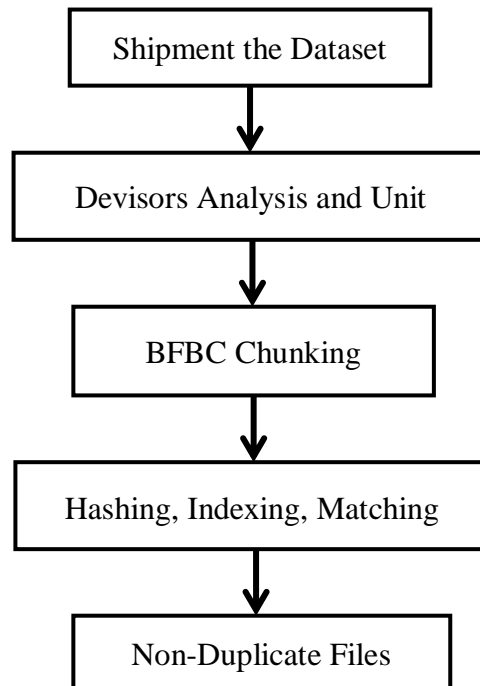 Shipment the Dataset
Devisors Analysis and Unit
BFBC Chunking
Hashing, Indexing, Matching
Non-Duplicate Files